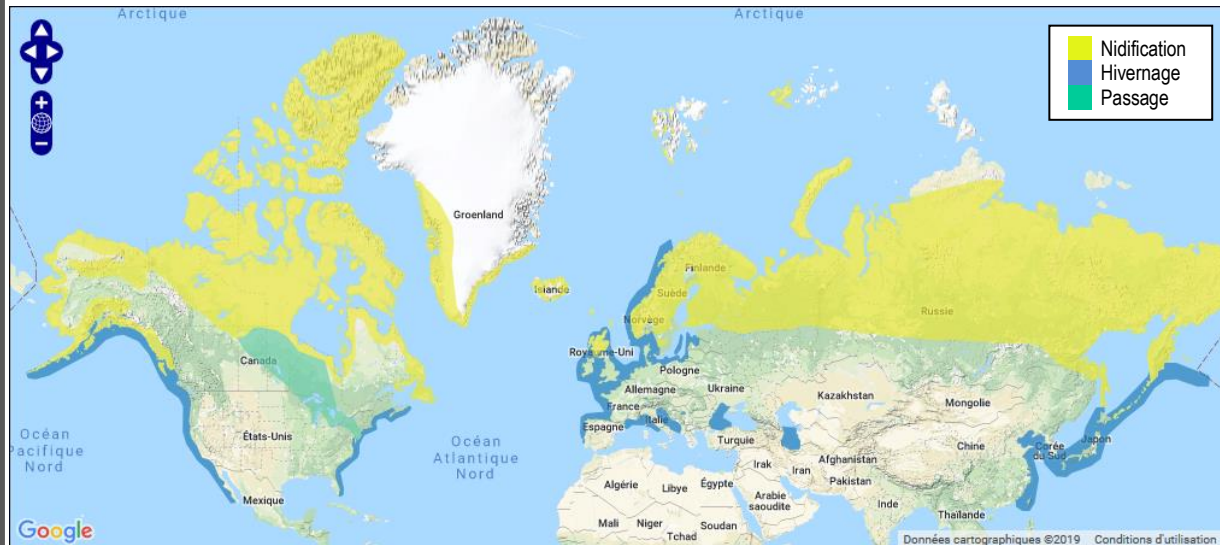 Arctique
Arctique
Nidification
Hivernage
Passage
+
−
Groenland
Islande
Finlande
Suède
Norvège
Russie
Royaume-Uni
Canada
Pologne
Allemagne
Ukraine
Kazakhstan
Mongolie
France
Italie
Espagne
Turquie
États-Unis
Chine
Japon
Corée
du Sud
Océan
Pacifique
Nord
Océan
Atlantique
Nord
Afghanistan
Irak
Iran
Pakistan
Algérie
Libye
Égypte
Arabie
saoudite
Inde
Mexique
Mali
Niger
Soudan
Tchad
Thaïlande
Google
Données cartographiques ©2019 Conditions d'utilisation